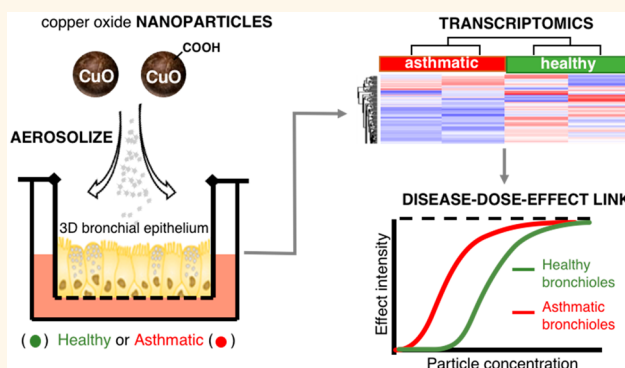 copper oxide NANOPARTICLES
CuO
CuO
COOH
AEROSOLIZE
3D bronchial epithelium
( ) Healthy or Asthmatic ( )
TRANSCRIPTOMICS
asthmatic
healthy
DISEASE-DOSE-EFFECT LINK
Effect intensity
Healthy
bronchioles
Asthmatic
bronchioles
Particle concentration